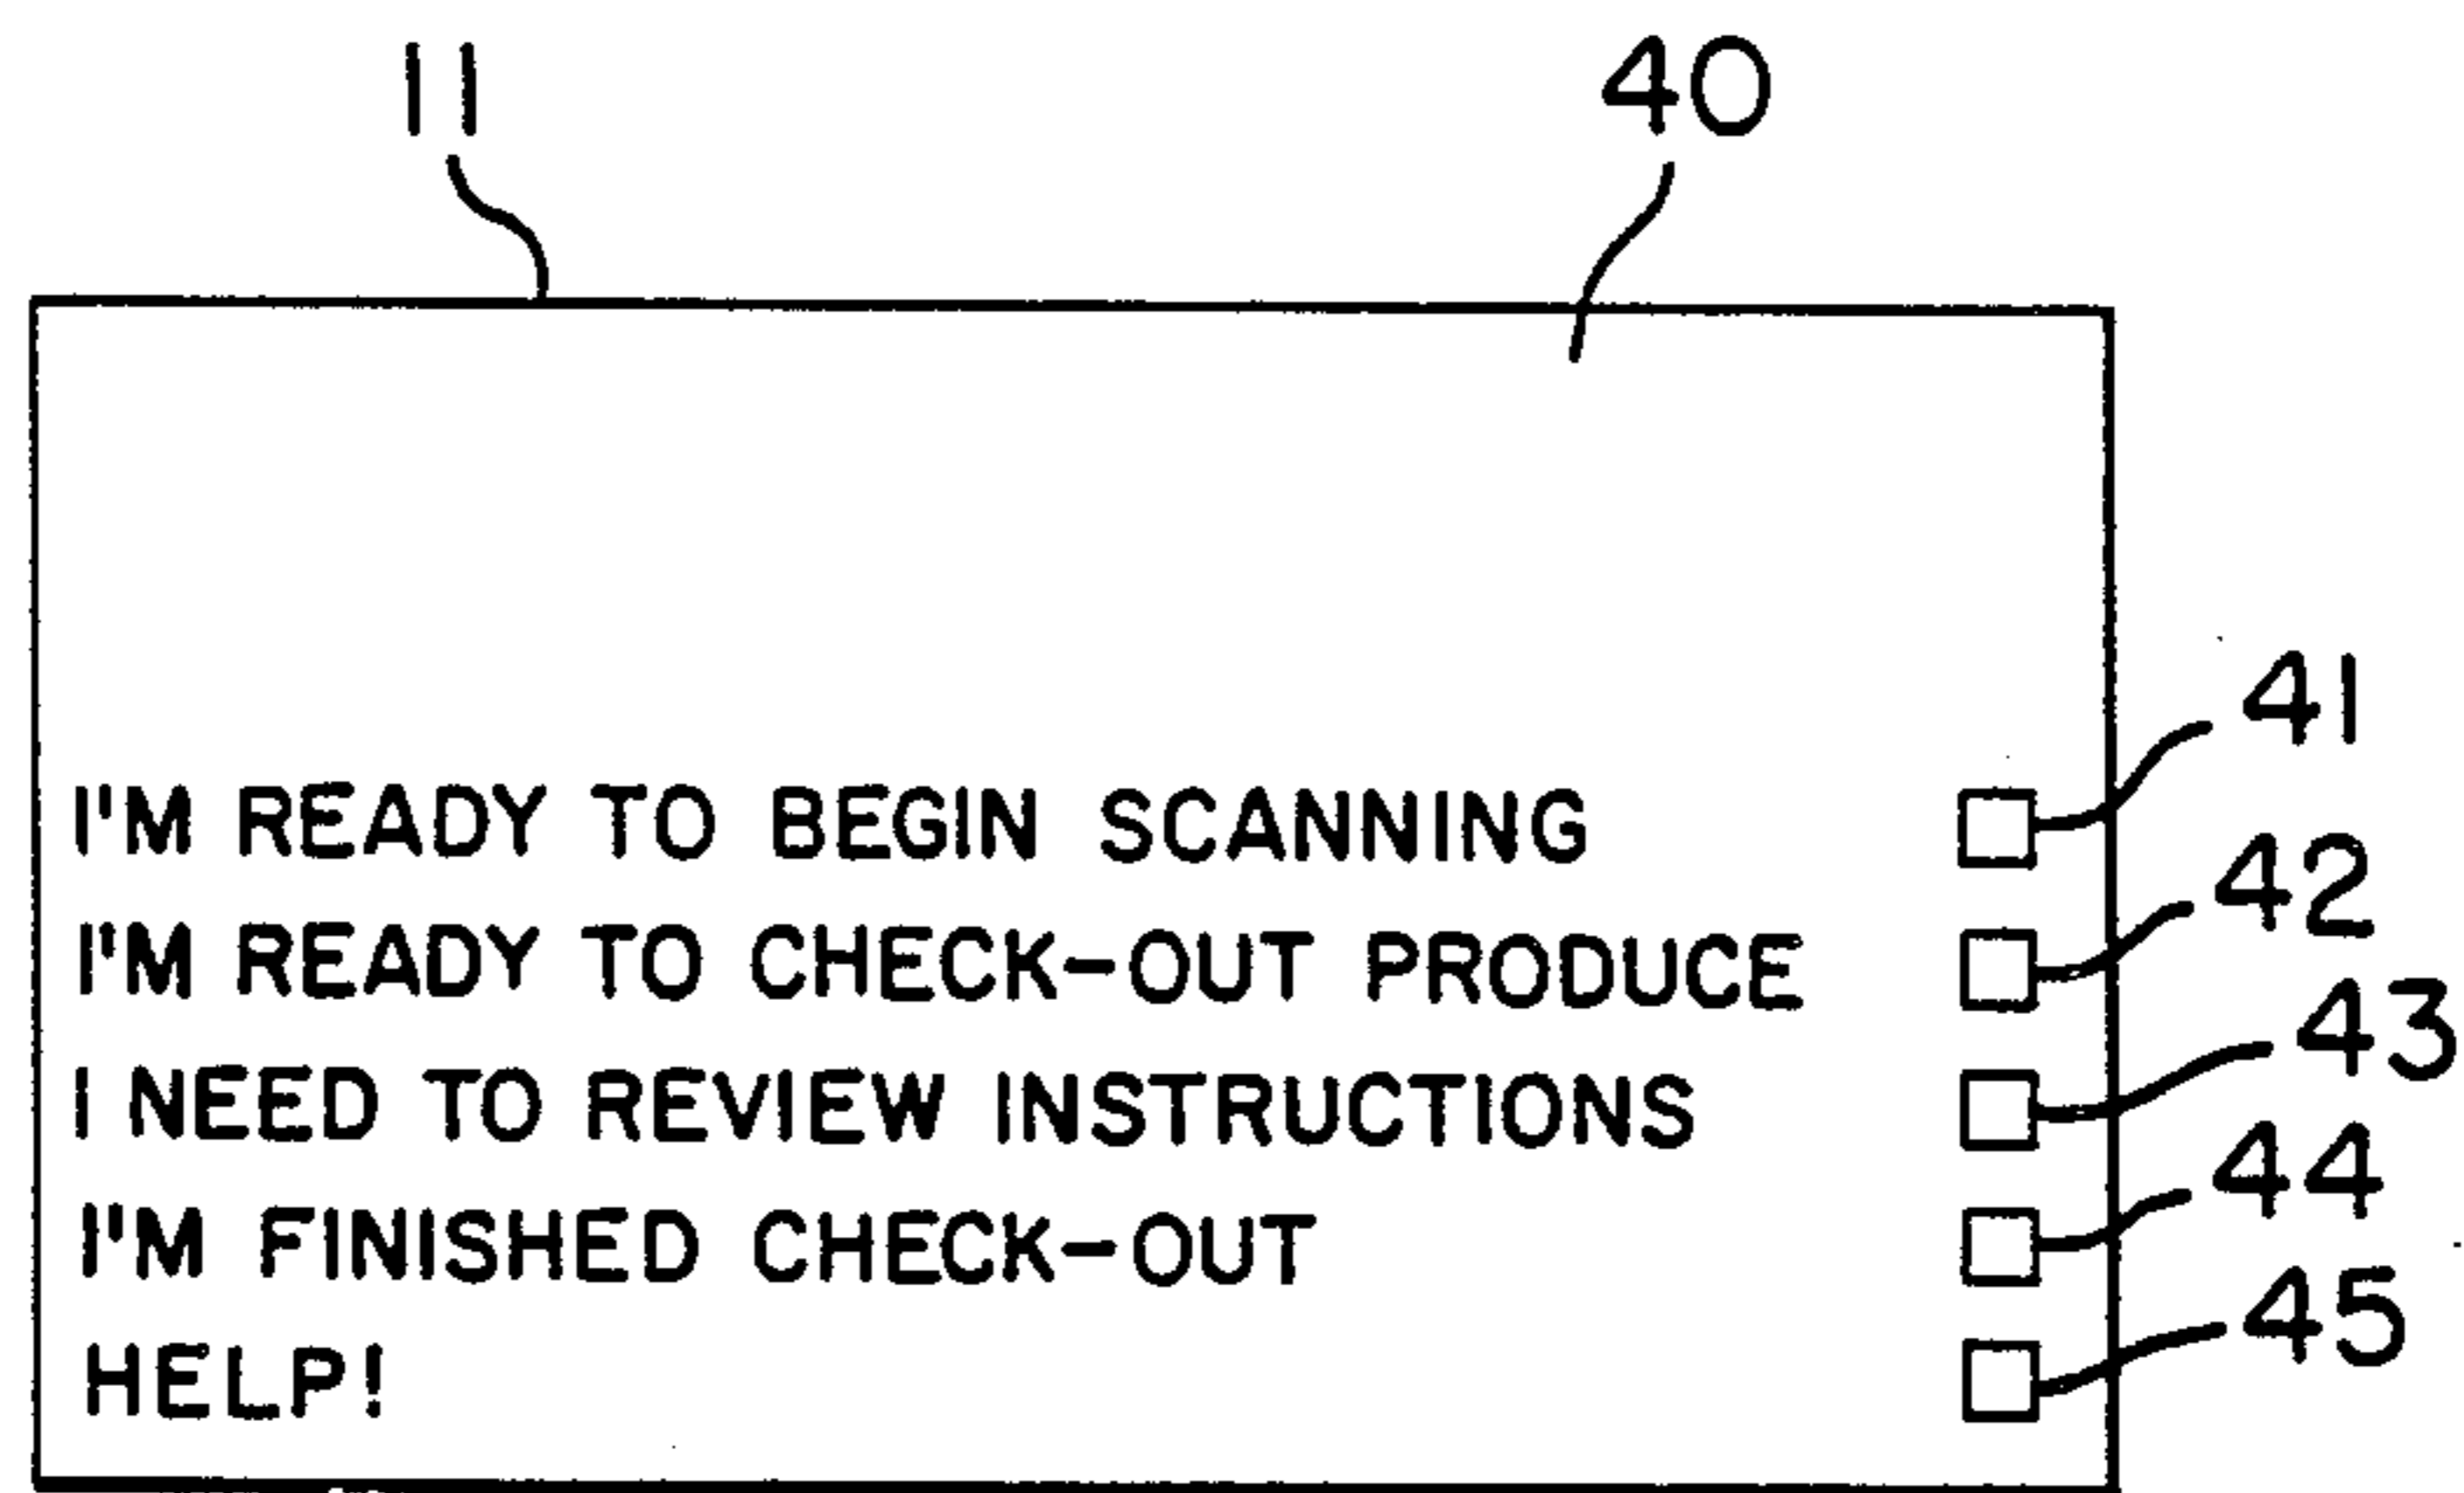 11 40
41
I'M READY TO BEGIN SCANNING
42
I'M READY TO CHECK-OUT PRODUCE
43
I NEED TO REVIEW INSTRUCTIONS
44
I'M FINISHED CHECK-OUT
45
HELP!